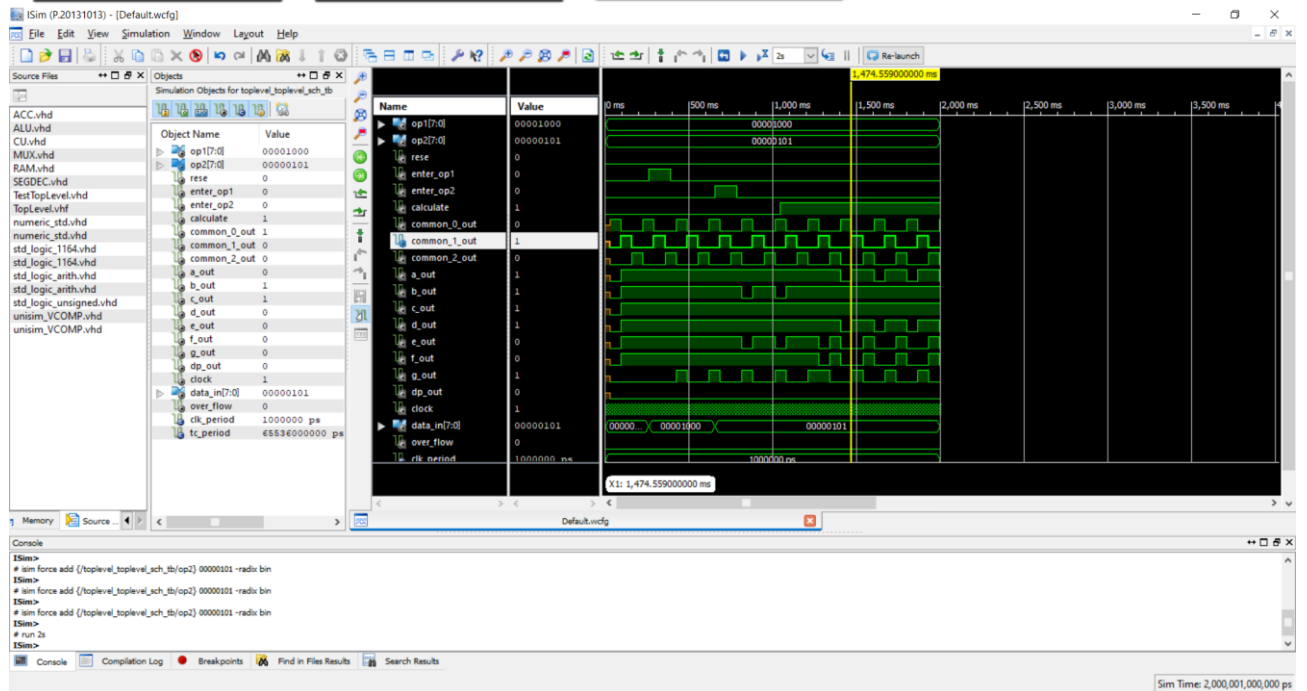 ISim (P.20131013) - [Default.wcfg]
File Edit View Simulation Window Layout Help
2s
Re-launch
Source Files
ACC.vhd
ALU.vhd
CU.vhd
MUX.vhd
RAM.vhd
SEGDEC.vhd
TestTopLevel.vhd
TopLevel.vhf
numeric_std.vhd
numeric_std.vhd
std_logic_1164.vhd
std_logic_1164.vhd
std_logic_arith.vhd
std_logic_arith.vhd
std_logic_unsigned.vhd
unisim_VCOMP.vhd
unisim_VCOMP.vhd
Memory
Source ...
Objects
Simulation Objects for toplevel_toplevel_sch_tb
Object Name Value
op1[7:0] 00001000
op2[7:0] 00000101
rese 0
enter_op1 0
enter_op2 0
calculate 1
common_0_out 1
common_1_out 0
common_2_out 0
a_out 0
b_out 1
c_out 1
d_out 0
e_out 0
f_out 0
g_out 0
dp_out 0
clock 1
data_in[7:0] 00000101
over_flow 0
clk_period 1000000 ps
tc_period 65536000000 ps
1,474.559000000 ms
Name Value
0 ms 500 ms 1,000 ms 1,500 ms 2,000 ms 2,500 ms 3,000 ms 3,500 ms 4
op1[7:0] 00001000 00001000
op2[7:0] 00000101 00000101
rese 0
enter_op1 0
enter_op2 0
calculate 1
common_0_out 0
common_1_out 1
common_2_out 0
a_out 1
b_out 1
c_out 1
d_out 1
e_out 0
f_out 0
g_out 1
dp_out 0
clock 1
data_in[7:0] 00000101 00000... 00001000 00000101
over_flow 0
clk_period 1000000 ps 1000000 ps
X1: 1,474.559000000 ms
Default.wcfg
Console
ISim>
# isim force add {/toplevel_toplevel_sch_tb/op2} 00000101 -radix bin
ISim>
# isim force add {/toplevel_toplevel_sch_tb/op2} 00000101 -radix bin
ISim>
# isim force add {/toplevel_toplevel_sch_tb/op2} 00000101 -radix bin
ISim>
# run 2s
ISim>
Console Compilation Log Breakpoints Find in Files Results Search Results
Sim Time: 2,000,001,000,000 ps